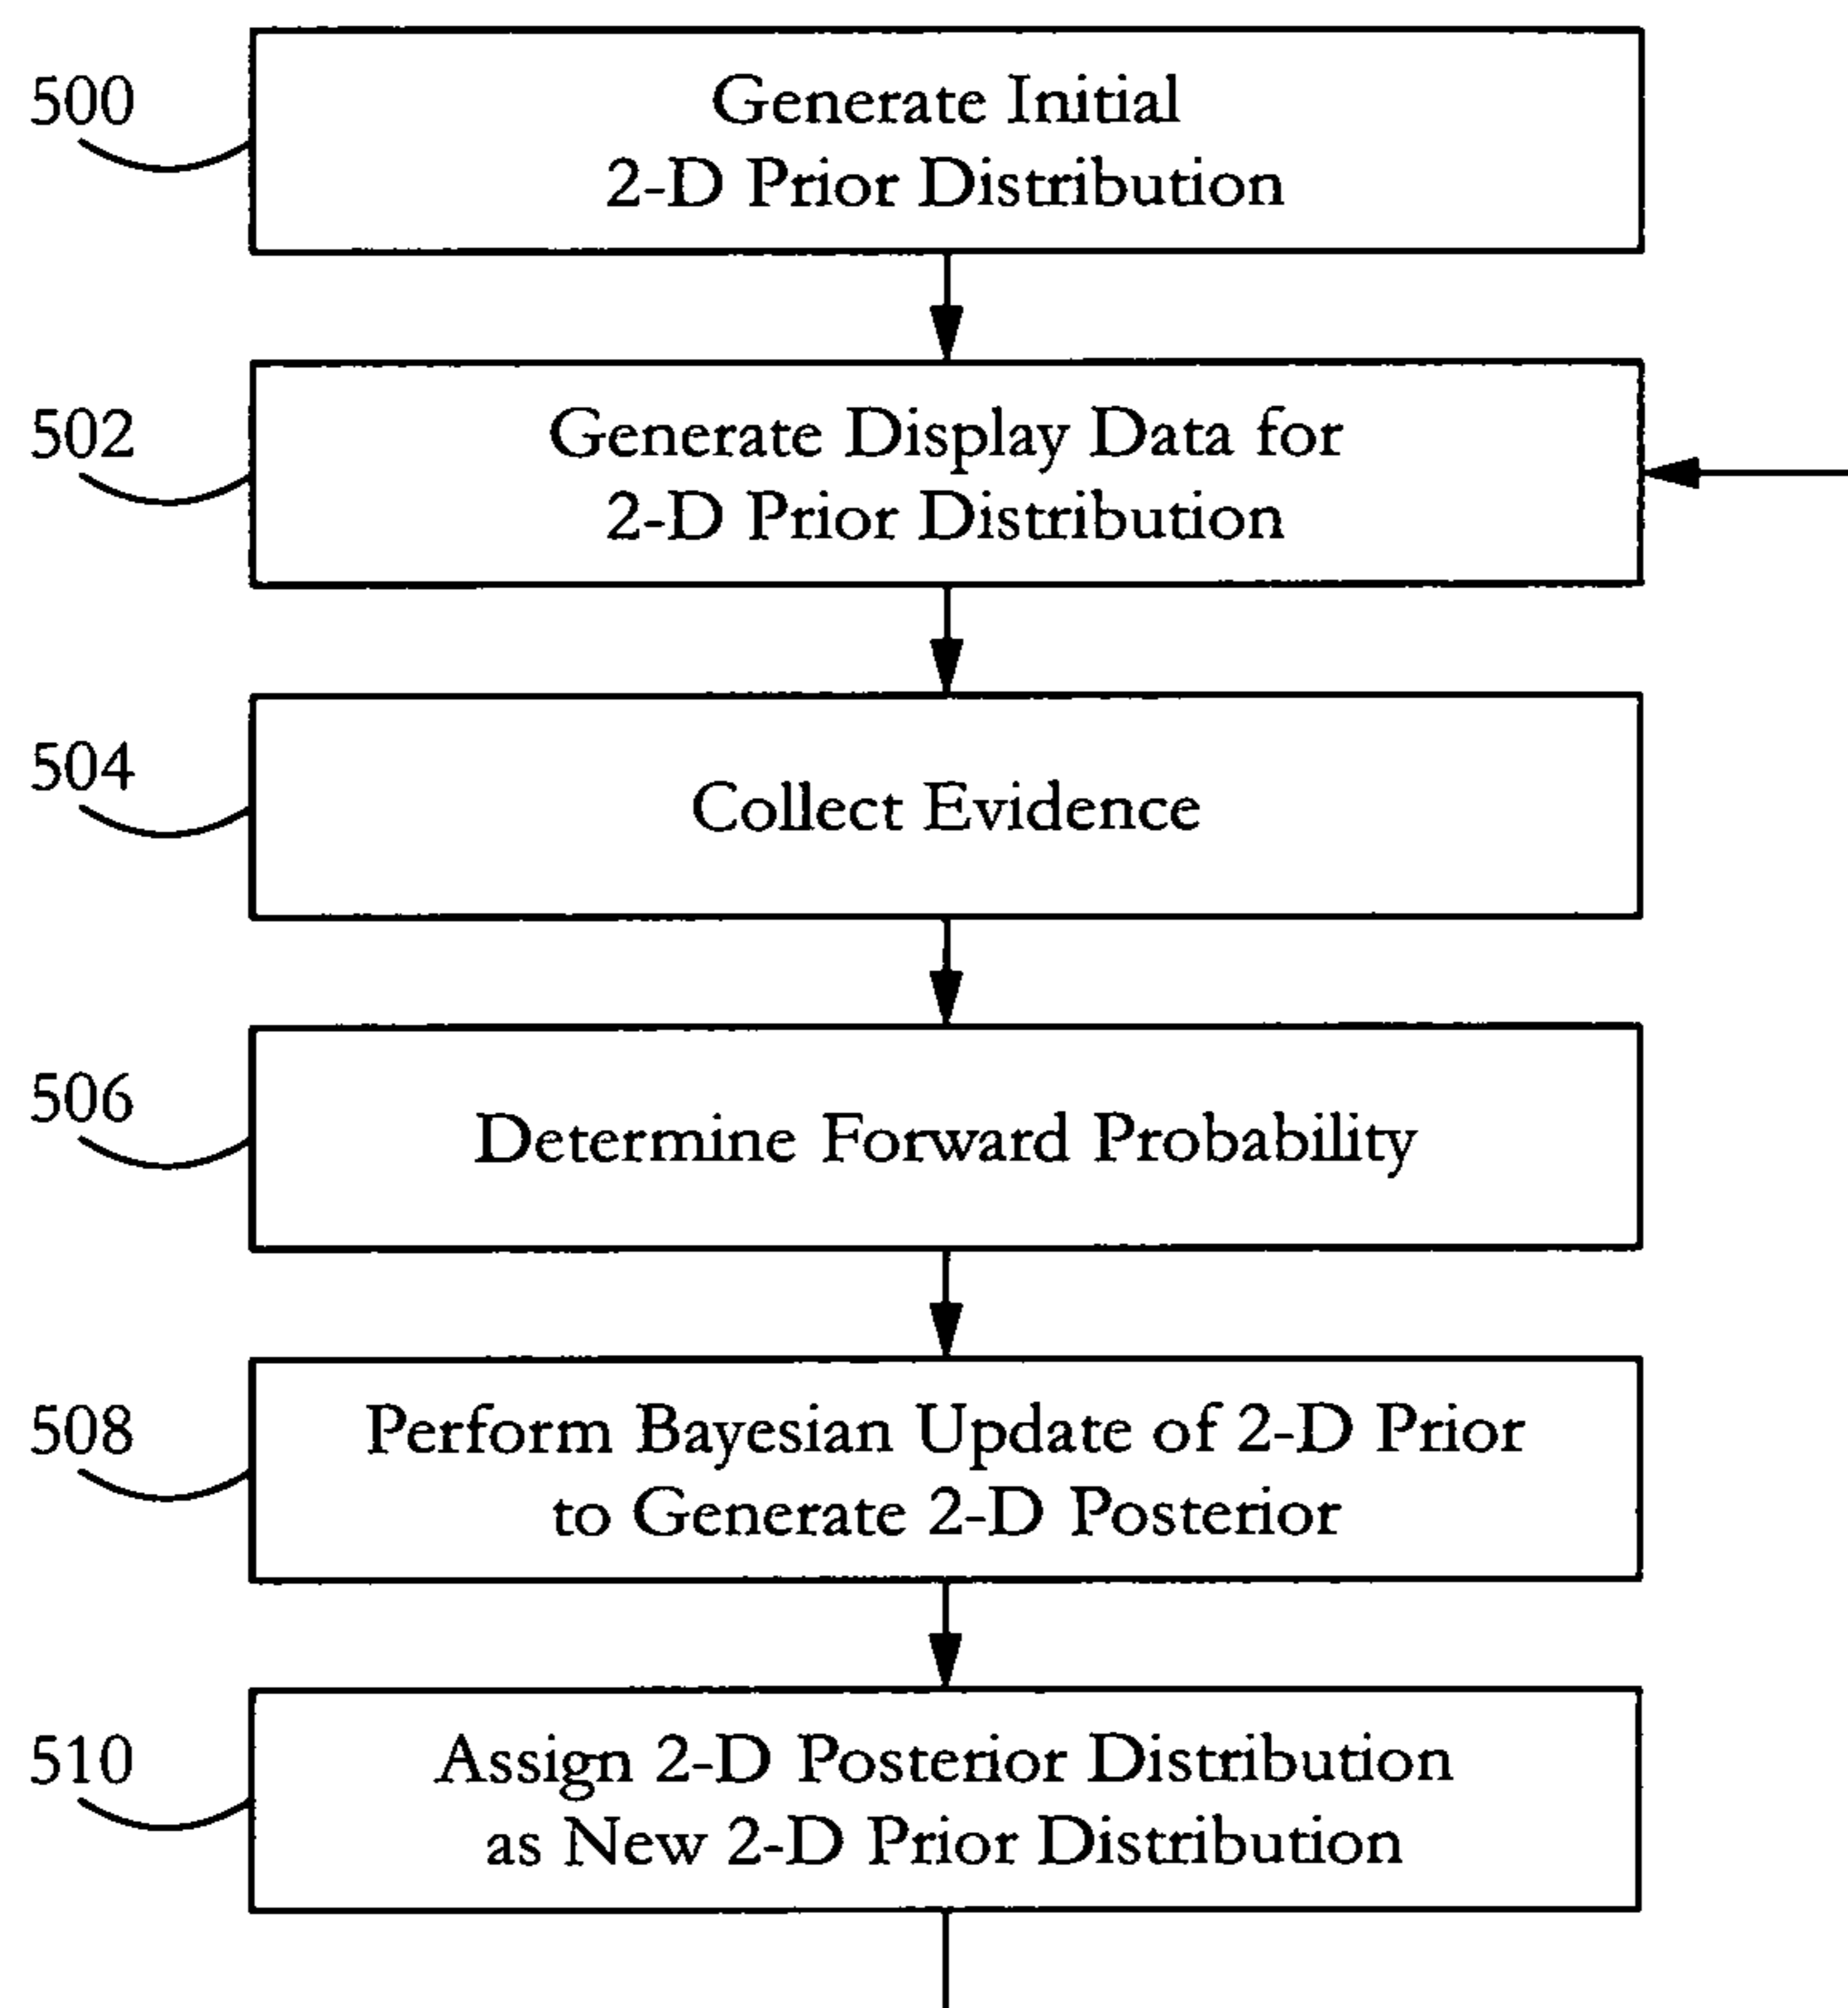 500
Generate Initial
2-D Prior Distribution
502
Generate Display Data for
2-D Prior Distribution
504
Collect Evidence
506
Determine Forward Probability
508
Perform Bayesian Update of 2-D Prior
to Generate 2-D Posterior
510
Assign 2-D Posterior Distribution
as New 2-D Prior Distribution